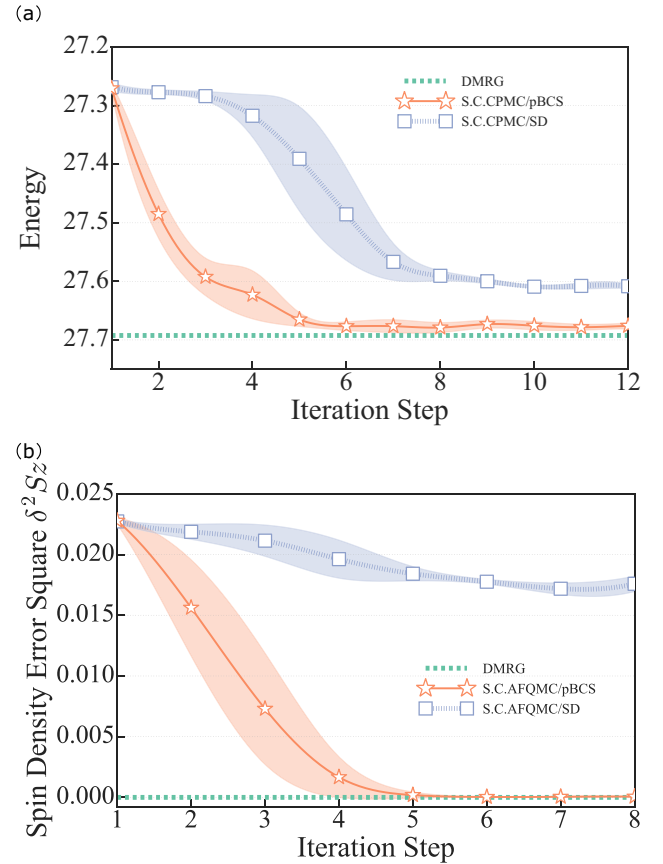 (a)
27.2
27.3
27.4
27.5
27.6
27.7
Energy
DMRG
S.C.CPMC/pBCS
S.C.CPMC/SD
2
4
6
8
10
12
Iteration Step
(b)
0.025
0.020
0.015
0.010
0.005
0.000
Spin Density Error Square δ²Sz
DMRG
S.C.AFQMC/pBCS
S.C.AFQMC/SD
1
2
3
4
5
6
7
8
Iteration Step